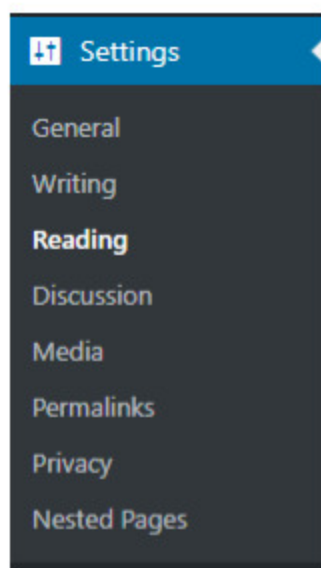 Settings
General
Writing
Reading
Discussion
Media
Permalinks
Privacy
Nested Pages